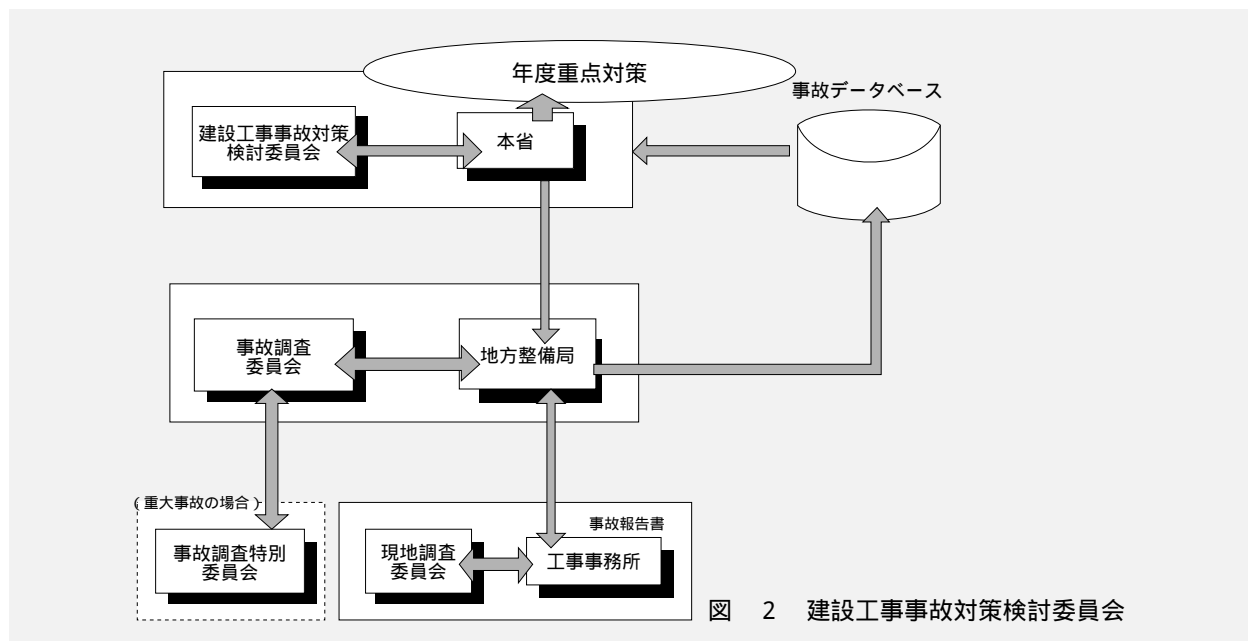 年度重点対策
事故データベース
建設工事事故対策
検討委員会
本省
事故調査
委員会
地方整備局
(重大事故の場合)
事故調査特別
委員会
事故報告書
現地調査
委員会
工事事務所
図 2 建設工事事故対策検討委員会